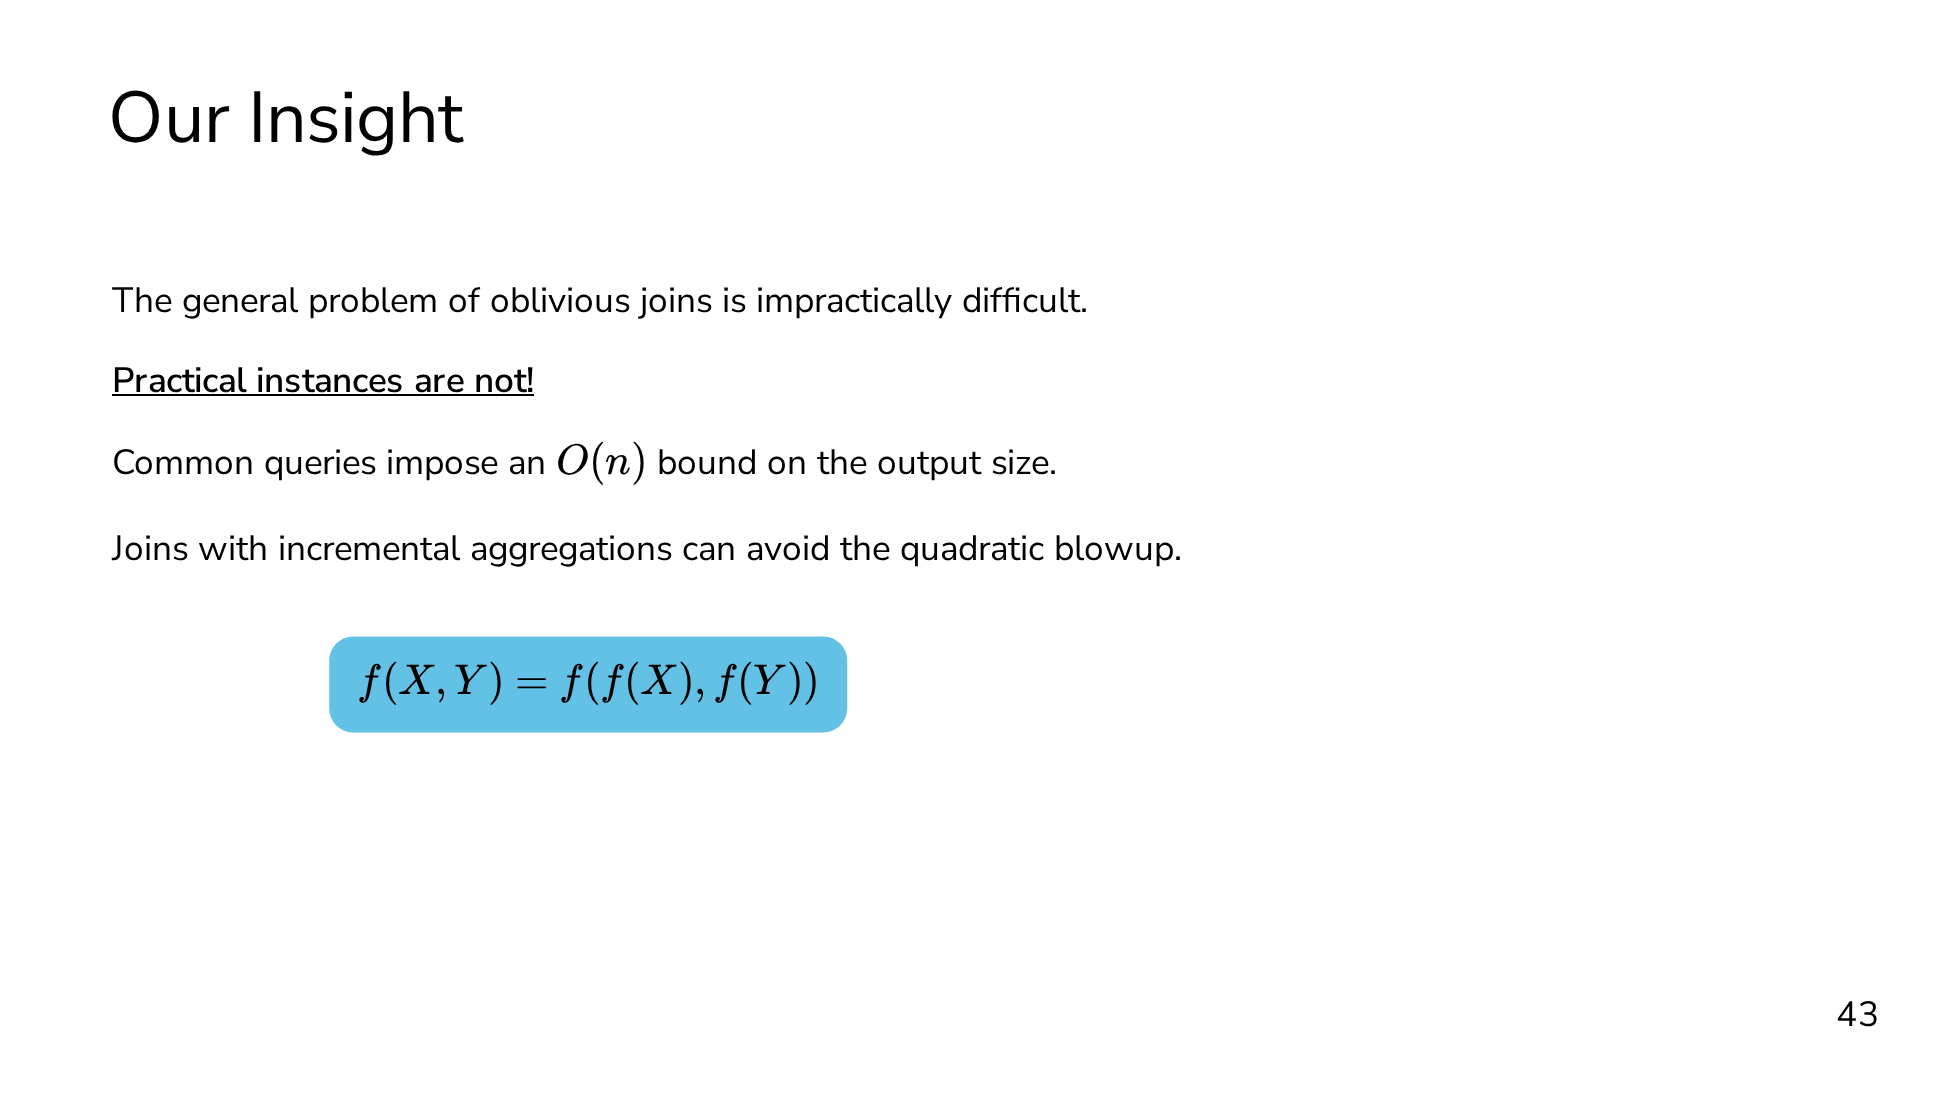 Our Insight
The general problem of oblivious joins is impractically difficult.
Practical instances are not!
Common queries impose an O(n) bound on the output size.
Joins with incremental aggregations can avoid the quadratic blowup.
f(X, Y) = f(f(X), f(Y))
43